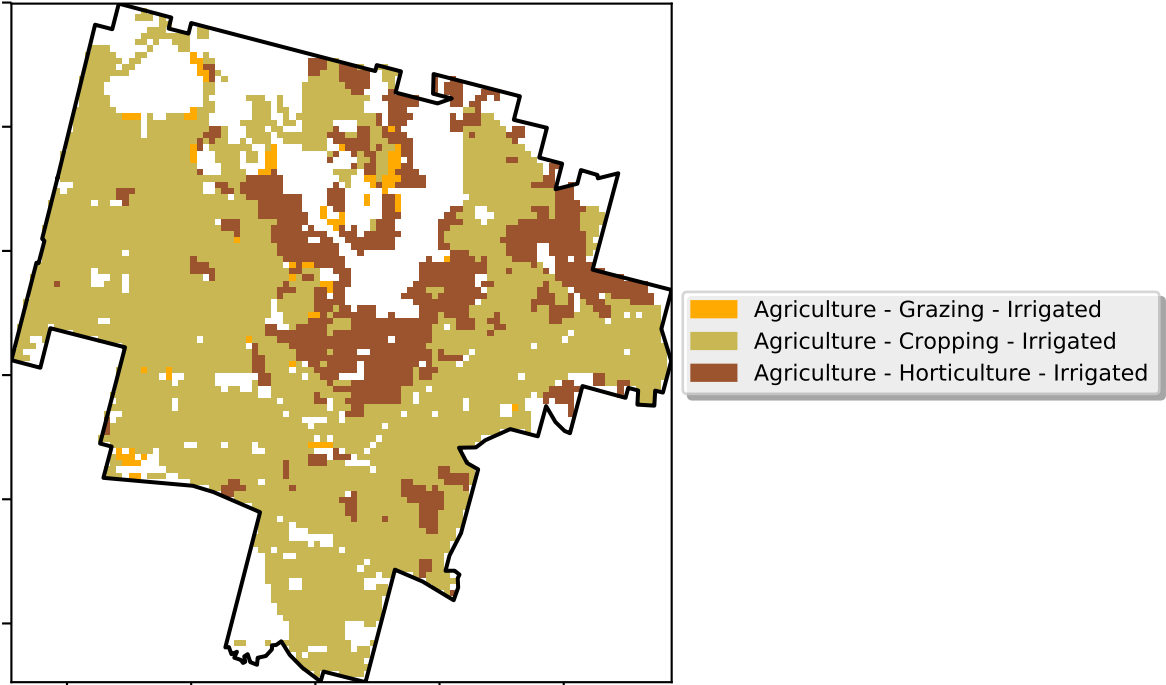 Agriculture - Grazing - Irrigated
Agriculture - Cropping - Irrigated
Agriculture - Horticulture - Irrigated